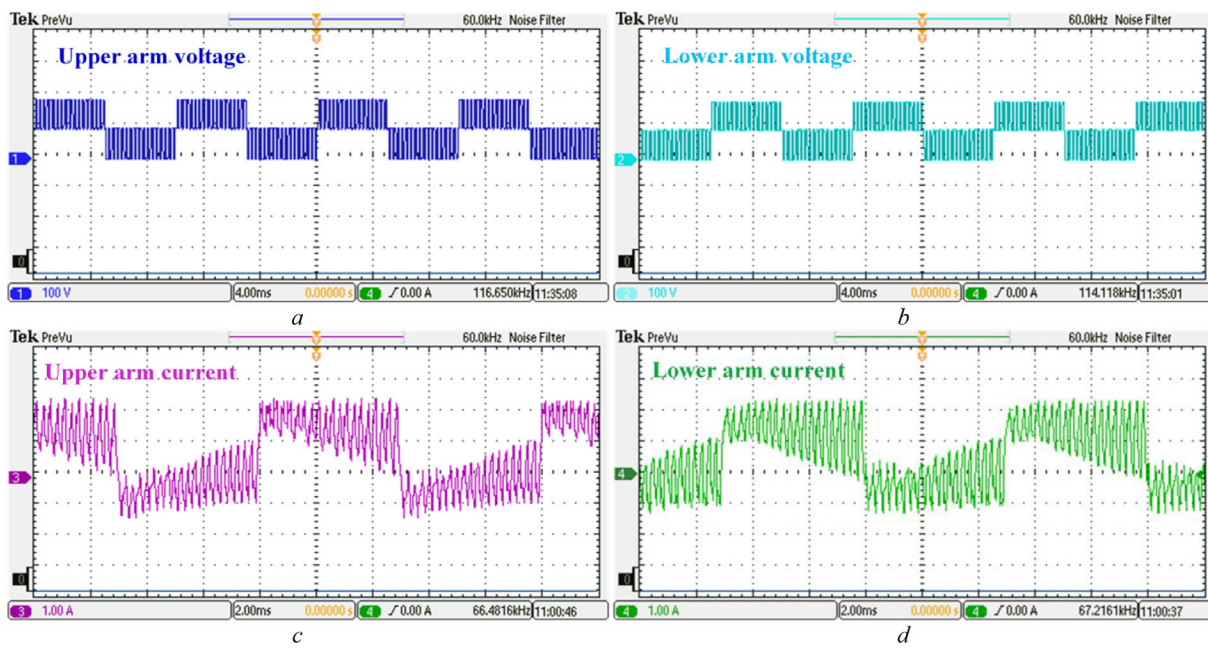 Tek PreVu 60.0kHz Noise Filter
Upper arm voltage
1
1 100 V 4.00ms 0.00000 s 4 0.00 A 116.650kHz 11:35:08
a
Tek PreVu 60.0kHz Noise Filter
Lower arm voltage
2
2 100 V 4.00ms 0.00000 s 4 0.00 A 114.118kHz 11:35:01
b
Tek PreVu 60.0kHz Noise Filter
Upper arm current
3
3 1.00 A 2.00ms 0.00000 s 4 0.00 A 66.4816kHz 11:00:46
c
Tek PreVu 60.0kHz Noise Filter
Lower arm current
4
4 1.00 A 2.00ms 0.00000 s 4 0.00 A 67.2161kHz 11:00:37
d